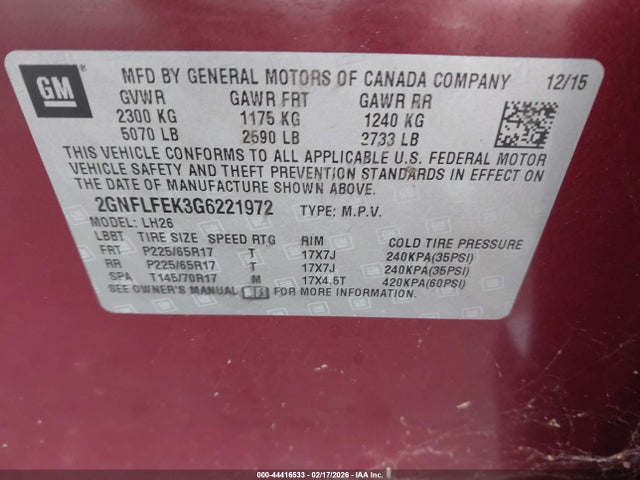 GM
MFD BY GENERAL MOTORS OF CANADA COMPANY 12/15
GVWR GAWR FRT GAWR RR
2300 KG 1175 KG 1240 KG
5070 LB 2590 LB 2733 LB
THIS VEHICLE CONFORMS TO ALL APPLICABLE U.S. FEDERAL MOTOR
VEHICLE SAFETY AND THEFT PREVENTION STANDARDS IN EFFECT ON
THE DATE OF MANUFACTURE SHOWN ABOVE.
2GNFLFEK3G6221972 TYPE: M.P.V.
MODEL: LH26
LBBT TIRE SIZE SPEED RTG RIM COLD TIRE PRESSURE
FRT P225/65R17 T 17X7J 240KPA(35PSI)
RR P225/65R17 T 17X7J 240KPA(35PSI)
SPA T145/70R17 M 17X4.5T 420KPA(60PSI)
SEE OWNER'S MANUAL FOR MORE INFORMATION.
000-44416533 - 02/17/2026 - IAAI.COM